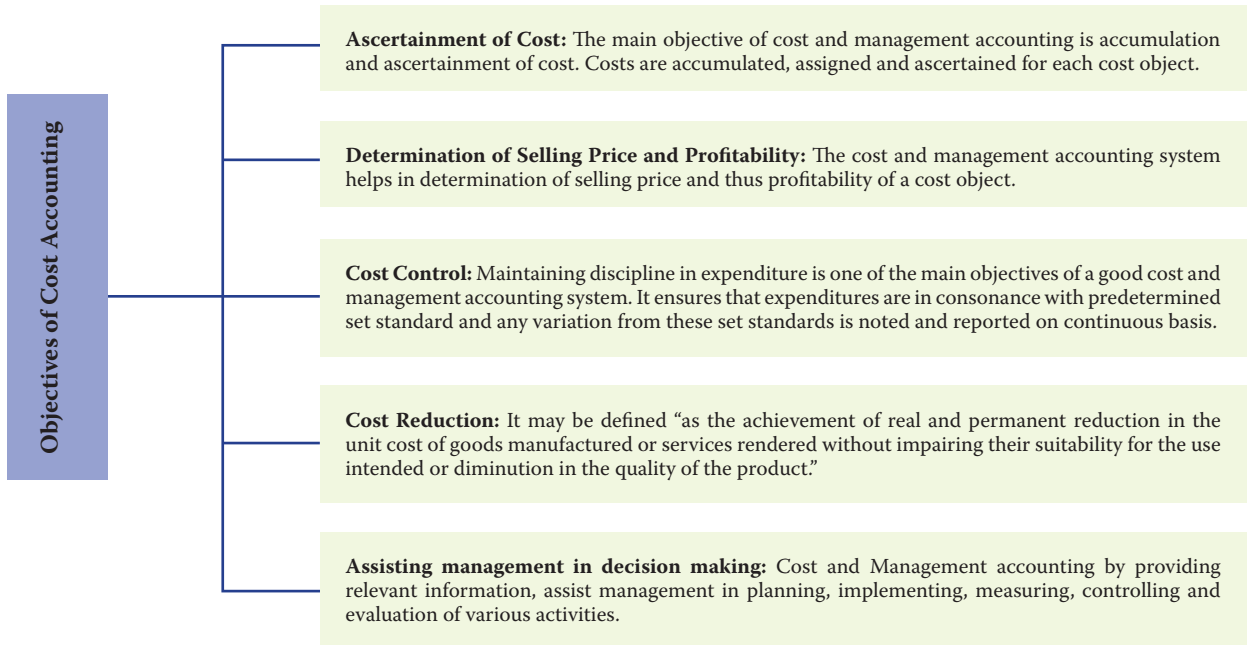 Objectives of Cost Accounting
Ascertainment of Cost: The main objective of cost and management accounting is accumulation
and ascertainment of cost. Costs are accumulated, assigned and ascertained for each cost object.
Determination of Selling Price and Profitability: The cost and management accounting system
helps in determination of selling price and thus profitability of a cost object.
Cost Control: Maintaining discipline in expenditure is one of the main objectives of a good cost and
management accounting system. It ensures that expenditures are in consonance with predetermined
set standard and any variation from these set standards is noted and reported on continuous basis.
Cost Reduction: It may be defined “as the achievement of real and permanent reduction in the
unit cost of goods manufactured or services rendered without impairing their suitability for the use
intended or diminution in the quality of the product.”
Assisting management in decision making: Cost and Management accounting by providing
relevant information, assist management in planning, implementing, measuring, controlling and
evaluation of various activities.